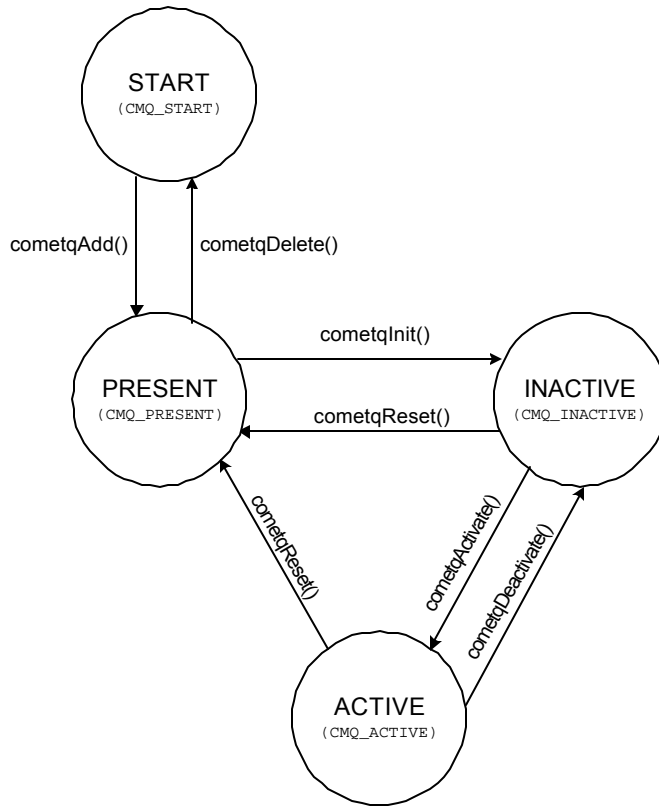 START
(CMQ_START)
cometqAdd()
cometqDelete()
cometqInit()
PRESENT
(CMQ_PRESENT)
INACTIVE
(CMQ_INACTIVE)
cometqReset()
cometqReset()
cometqActivate()
cometqDeactivate()
ACTIVE
(CMQ_ACTIVE)